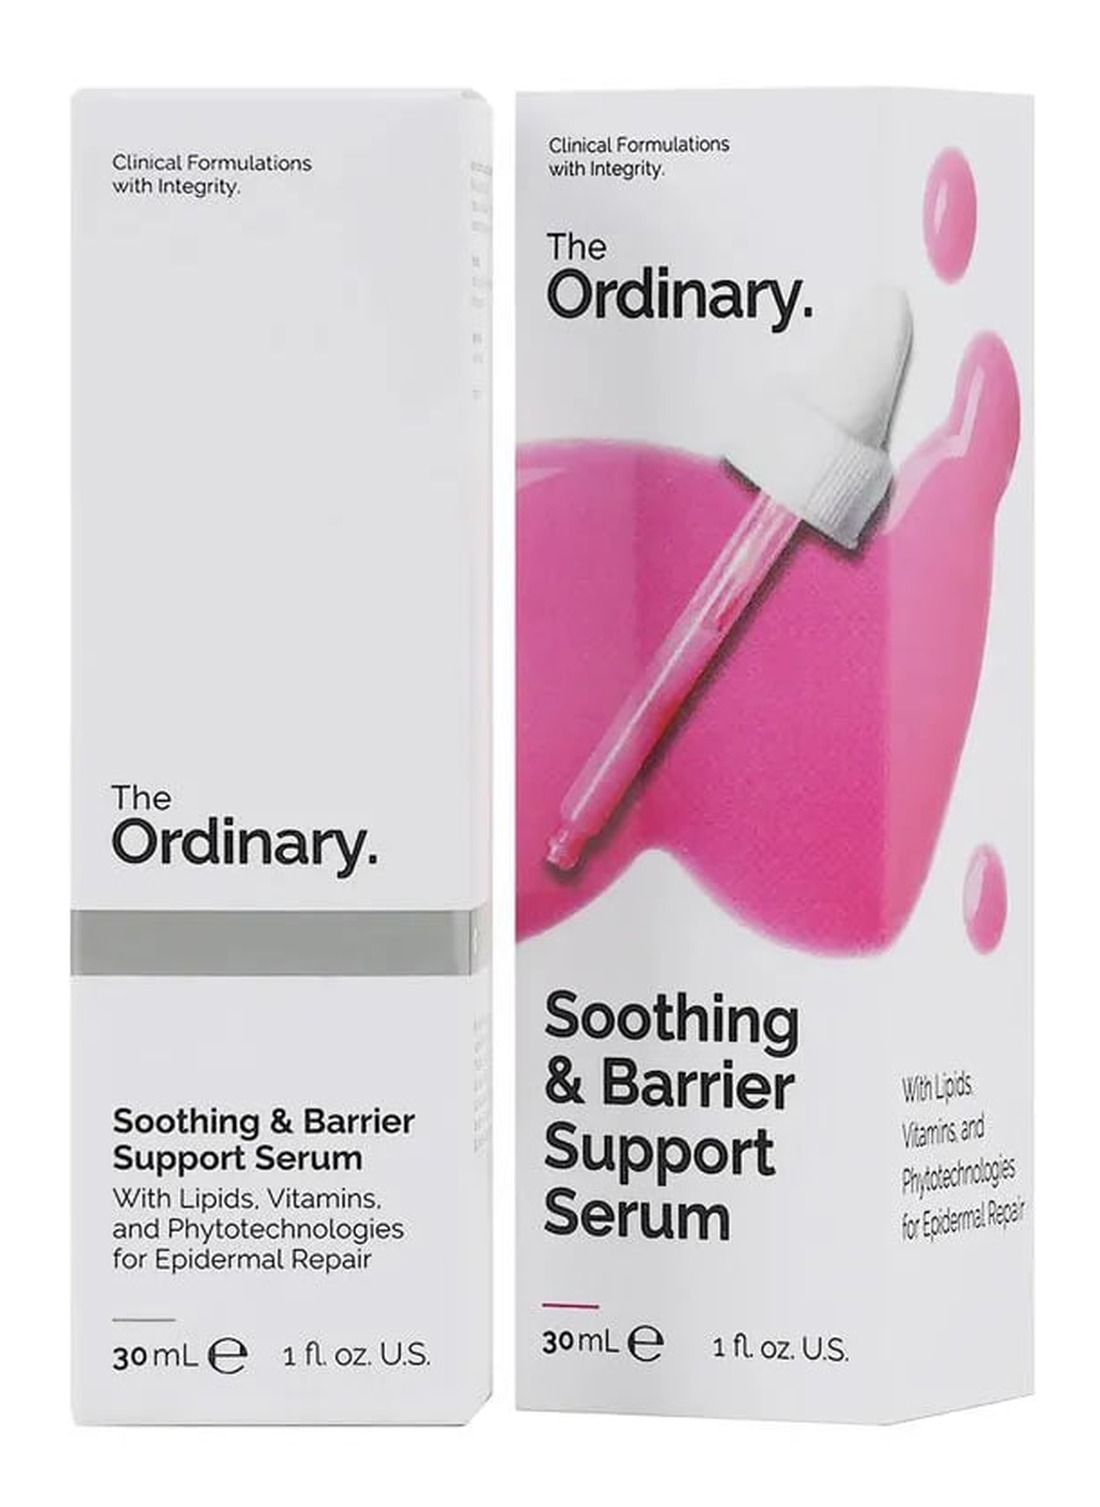 Clinical Formulations
with Integrity.
The
Ordinary.
Soothing & Barrier
Support Serum
With Lipids, Vitamins,
and Phytotechnologies
for Epidermal Repair
30 mL ℮ 1 fl. oz. U.S.
Clinical Formulations
with Integrity.
The
Ordinary.
Soothing
& Barrier
Support
Serum
30 mL ℮ 1 fl. oz. U.S.
With Lipids,
Vitamins, and
Phytotechnologies
for Epidermal Repair